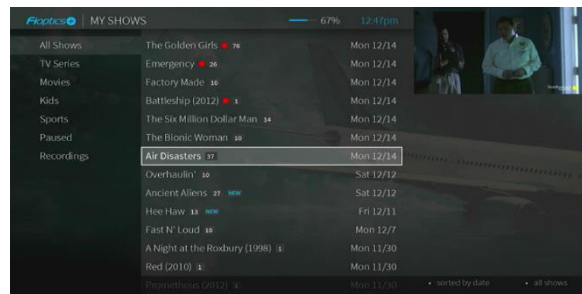 Fioptics MY SHOWS 67% 12:47pm
All Shows
TV Series
Movies
Kids
Sports
Paused
Recordings
The Golden Girls 76 Mon 12/14
Emergency 26 Mon 12/14
Factory Made 10 Mon 12/14
Battleship (2012) 1 Mon 12/14
The Six Million Dollar Man 14 Mon 12/14
The Bionic Woman 10 Mon 12/14
Air Disasters 37 Mon 12/14
Overhaulin' 10 Sat 12/12
Ancient Aliens 27 NEW Sat 12/12
Hee Haw 13 NEW Fri 12/11
Fast N' Loud 10 Mon 12/7
A Night at the Roxbury (1998) 1 Mon 11/30
Red (2010) 1 Mon 11/30
Prometheus (2012) 1 Mon 11/30
• sorted by date • all shows